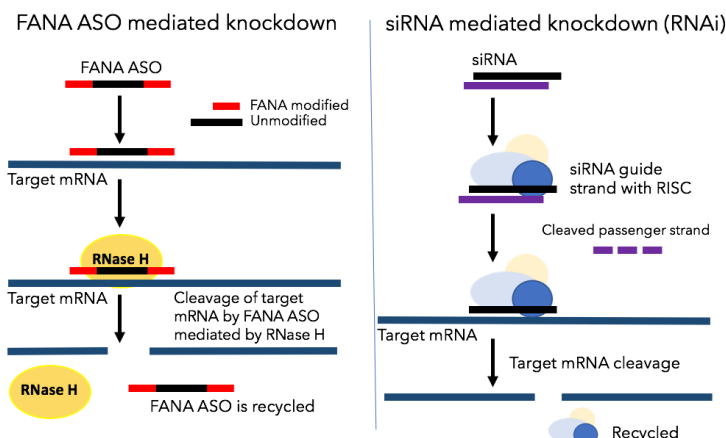 FANA ASO mediated knockdown
FANA ASO
FANA modified
Unmodified
Target mRNA
RNase H
Target mRNA
Cleavage of target
mRNA by FANA ASO
mediated by RNase H
RNase H
FANA ASO is recycled
siRNA mediated knockdown (RNAi)
siRNA
siRNA guide
strand with RISC
Cleaved passenger strand
Target mRNA
Target mRNA cleavage
Recycled